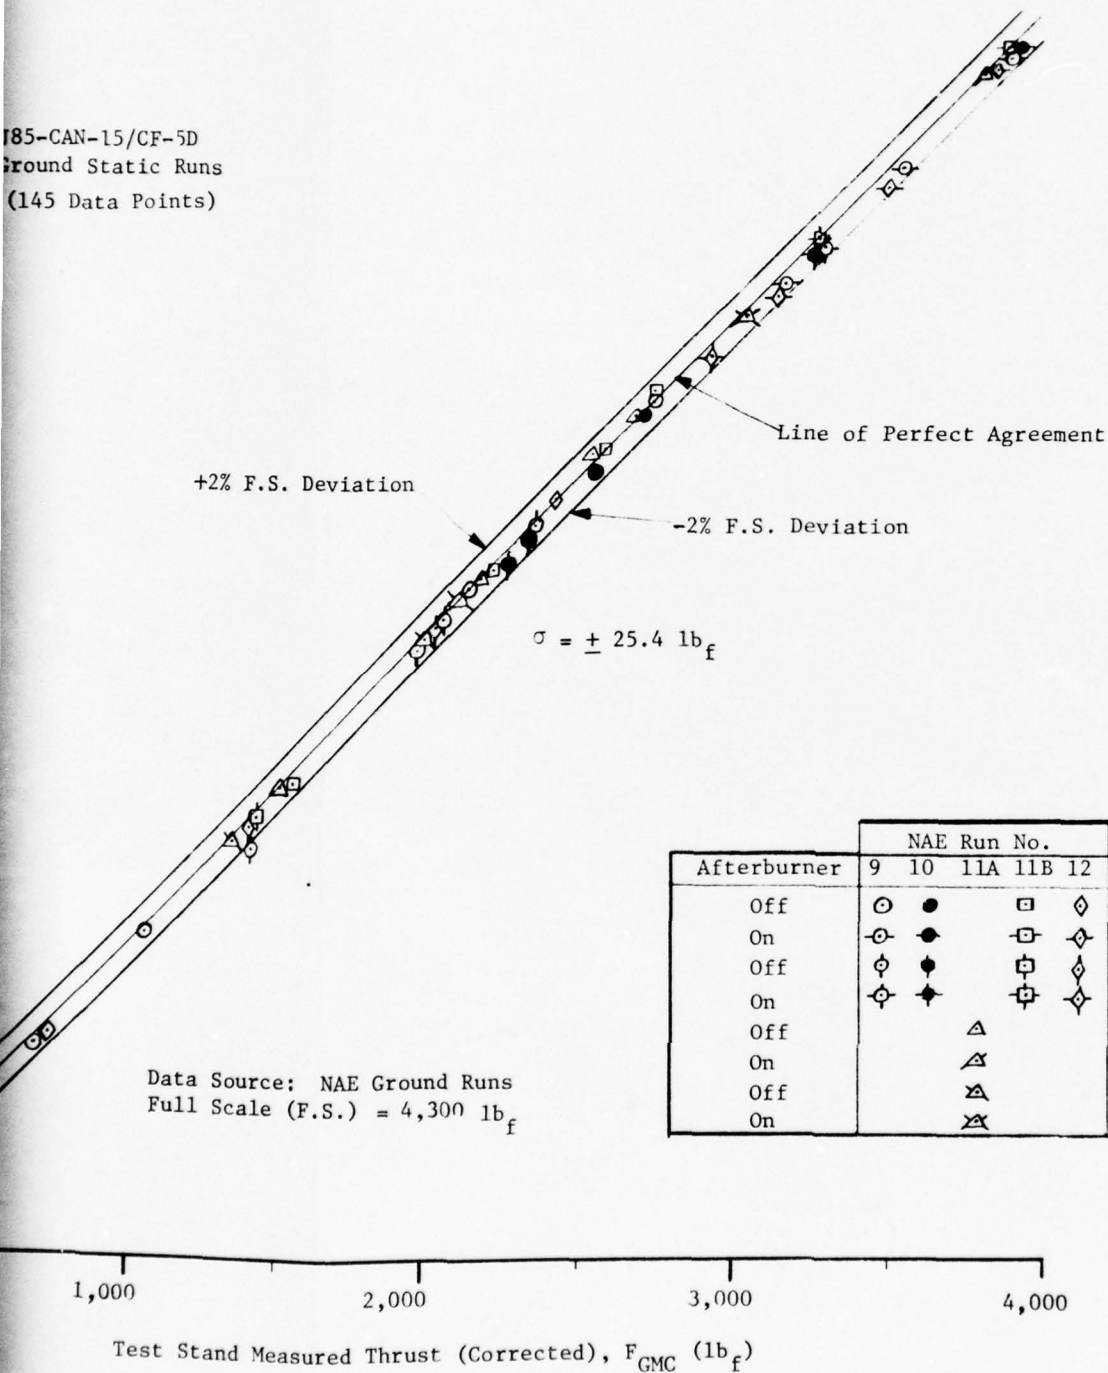 J85-CAN-15/CF-5D
Ground Static Runs
(145 Data Points)
Line of Perfect Agreement
+2% F.S. Deviation
-2% F.S. Deviation
σ = ± 25.4 lbf
NAE Run No.
Afterburner 9 10 11A 11B 12
Off
On
Off
On
Off
On
Off
On
Data Source: NAE Ground Runs
Full Scale (F.S.) = 4,300 lbf
1,000 2,000 3,000 4,000
Test Stand Measured Thrust (Corrected), FGMC (lbf)